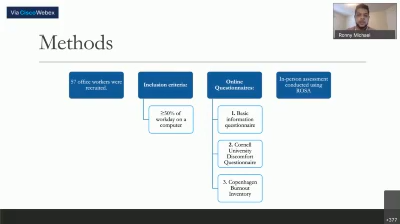 Via Cisco Webex
Ronny Michael
Methods
57 office workers were
recruited.
Inclusion criteria:
≥50% of
workday on a
computer
Online
Questionnaires:
1. Basic
information
questionnaire
2. Cornell
University
Discomfort
Questionnaire
3. Copenhagen
Burnout
Inventory
In-person assessment
conducted using
ROSA
+377